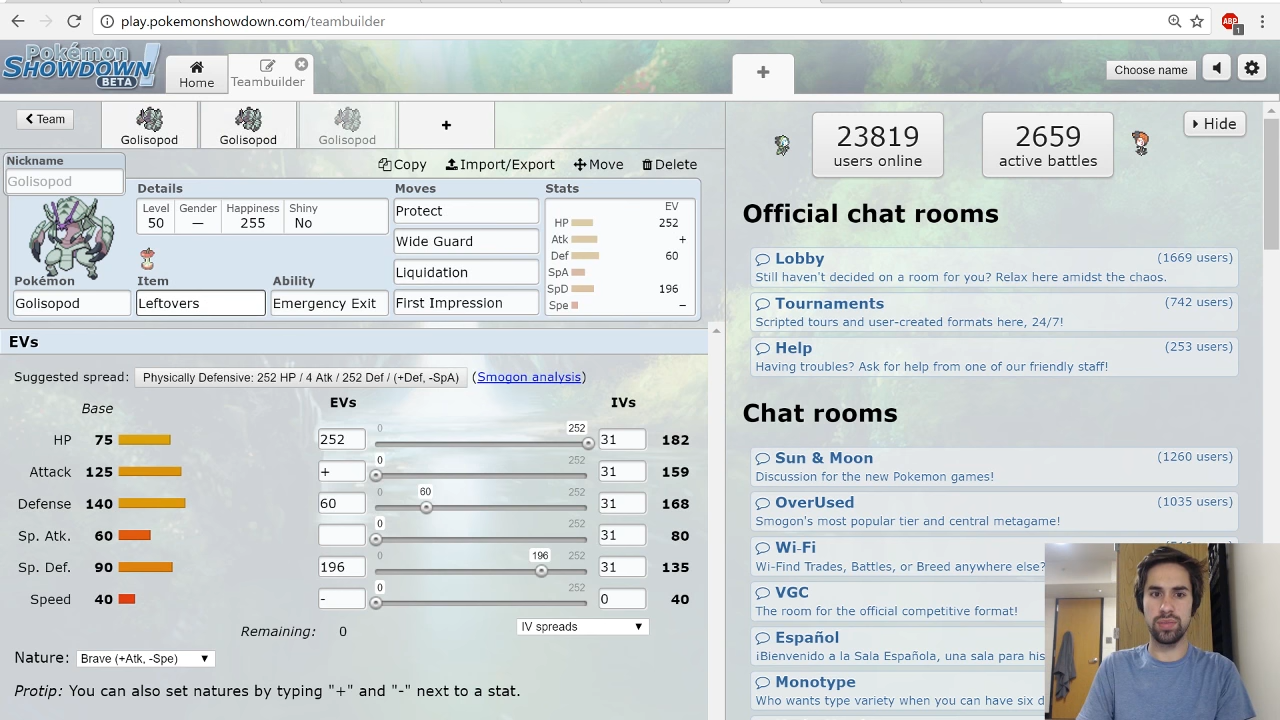 play.pokemonshowdown.com/teambuilder
ABP
1
Pokémon
SHOWDOWN!
BETA
Home
Teambuilder
+
Choose name
Team
Golisopod
Golisopod
Golisopod
+
Copy
Import/Export
Move
Delete
Nickname
Golisopod
Details
Level
50
Gender
—
Happiness
255
Shiny
No
Pokémon
Golisopod
Item
Leftovers
Ability
Emergency Exit
Moves
Protect
Wide Guard
Liquidation
First Impression
Stats
EV
HP 252
Atk +
Def 60
SpA
SpD 196
Spe −
EVs
Suggested spread: Physically Defensive: 252 HP / 4 Atk / 252 Def / (+Def, -SpA) (Smogon analysis)
Base EVs IVs
HP 75 252 0 252 31 182
Attack 125 + 0 252 31 159
Defense 140 60 0 60 252 31 168
Sp. Atk. 60 0 252 31 80
Sp. Def. 90 196 0 196 252 31 135
Speed 40 - 0 252 0 40
Remaining: 0
IV spreads
Nature: Brave (+Atk, -Spe)
Protip: You can also set natures by typing "+" and "-" next to a stat.
23819
users online
2659
active battles
Hide
Official chat rooms
Lobby (1669 users)
Still haven't decided on a room for you? Relax here amidst the chaos.
Tournaments (742 users)
Scripted tours and user-created formats here, 24/7!
Help (253 users)
Having troubles? Ask for help from one of our friendly staff!
Chat rooms
Sun & Moon (1260 users)
Discussion for the new Pokemon games!
OverUsed (1035 users)
Smogon's most popular tier and central metagame!
Wi-Fi
Wi-Find Trades, Battles, or Breed anywhere else?
VGC
The room for the official competitive format!
Español
¡Bienvenido a la Sala Española, una sala para his
Monotype
Who wants type variety when you can have six d